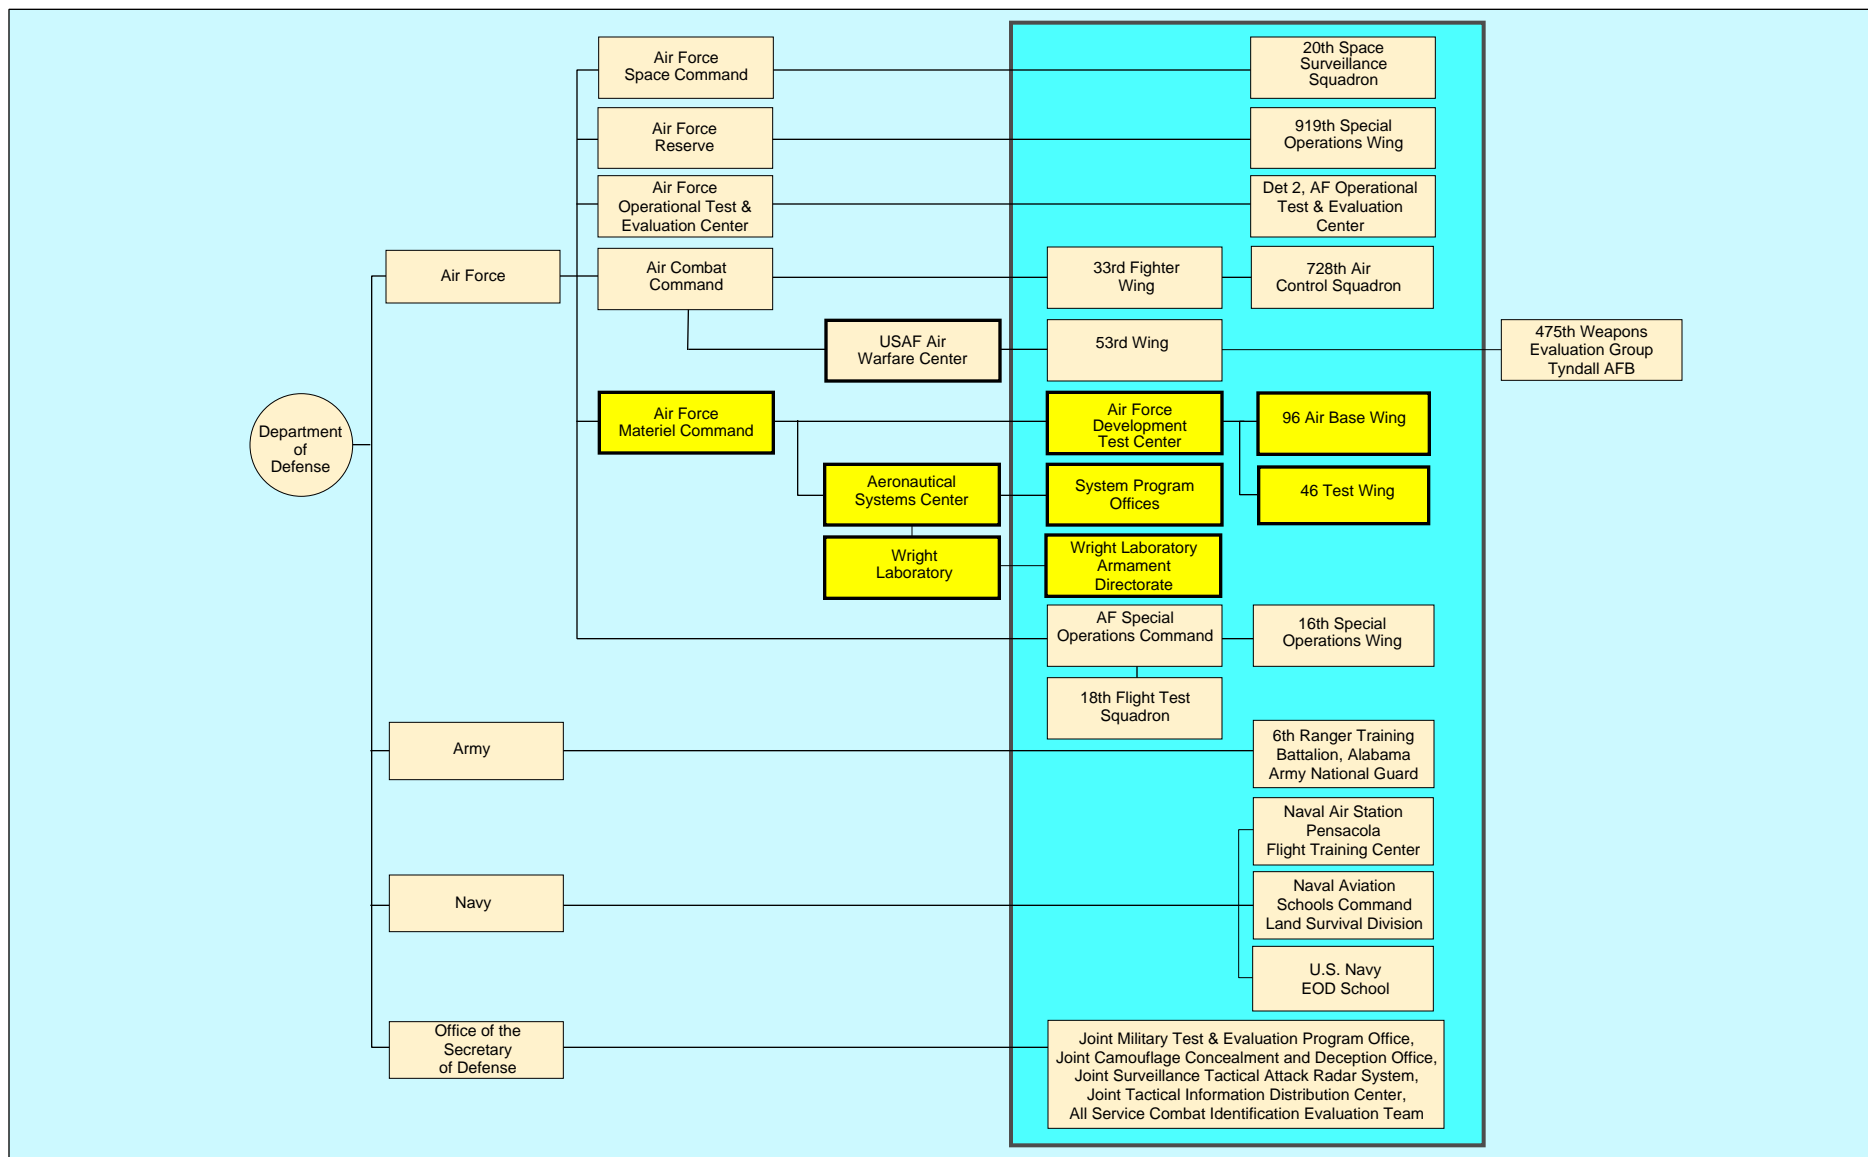 Air Force
Space Command
20th Space
Surveillance
Squadron
Air Force
Reserve
919th Special
Operations Wing
Air Force
Operational Test &
Evaluation Center
Det 2, AF Operational
Test & Evaluation
Center
Air Force
Air Combat
Command
33rd Fighter
Wing
728th Air
Control Squadron
USAF Air
Warfare Center
53rd Wing
475th Weapons
Evaluation Group
Tyndall AFB
Department
of
Defense
Air Force
Materiel Command
Air Force
Development
Test Center
96 Air Base Wing
Aeronautical
Systems Center
System Program
Offices
46 Test Wing
Wright
Laboratory
Wright Laboratory
Armament
Directorate
AF Special
Operations Command
16th Special
Operations Wing
18th Flight Test
Squadron
Army
6th Ranger Training
Battalion, Alabama
Army National Guard
Naval Air Station
Pensacola
Flight Training Center
Navy
Naval Aviation
Schools Command
Land Survival Division
U.S. Navy
EOD School
Office of the
Secretary
of Defense
Joint Military Test & Evaluation Program Office,
Joint Camouflage Concealment and Deception Office,
Joint Surveillance Tactical Attack Radar System,
Joint Tactical Information Distribution Center,
All Service Combat Identification Evaluation Team